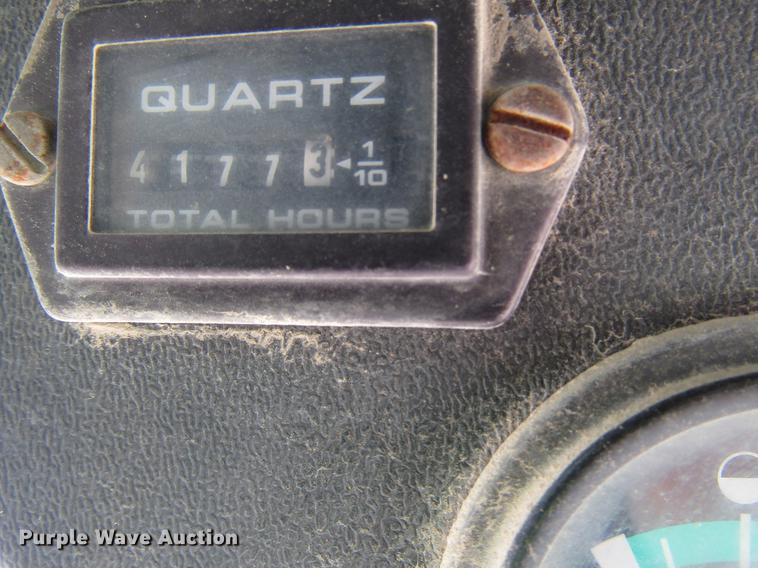 QUARTZ
4 1 7 7 3 ◄ 1/10
TOTAL HOURS
Purple Wave Auction